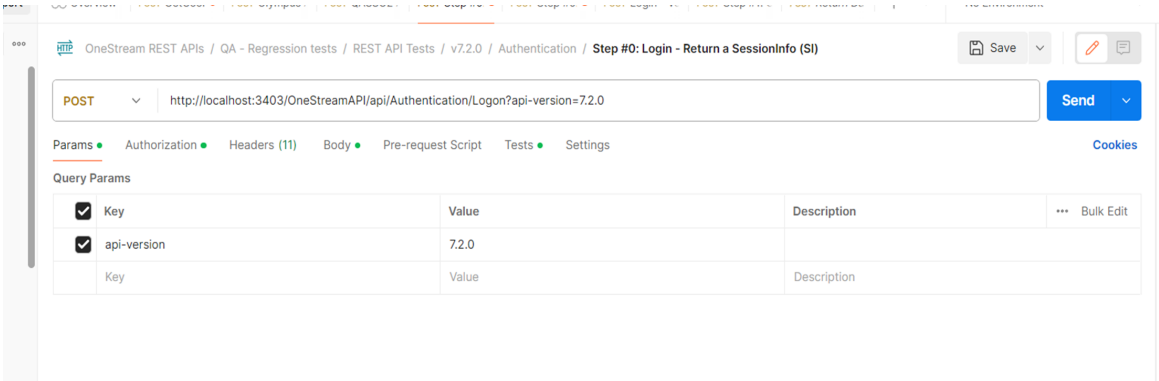 No Environment
OneStream REST APIs / QA - Regression tests / REST API Tests / v7.2.0 / Authentication / Step #0: Login - Return a SessionInfo (SI)
Save
POST http://localhost:3403/OneStreamAPI/api/Authentication/Logon?api-version=7.2.0 Send
Params Authorization Headers (11) Body Pre-request Script Tests Settings Cookies
Query Params
Key Value Description Bulk Edit
api-version 7.2.0
Key Value Description